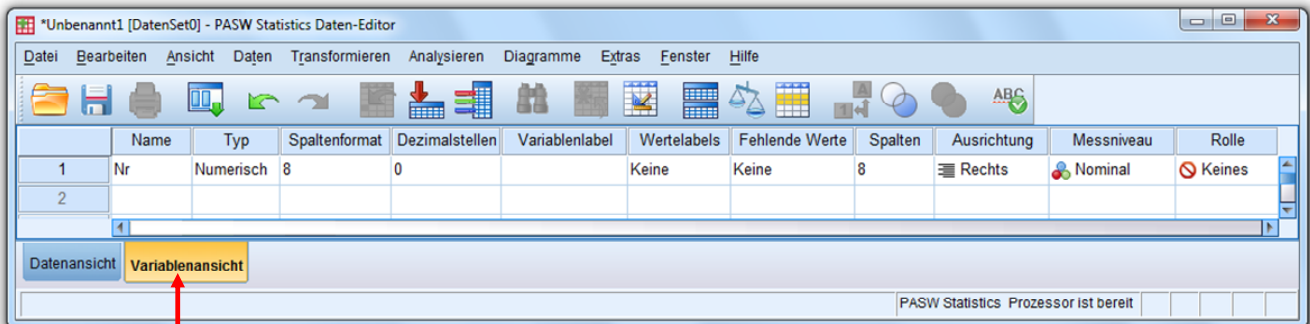 *Unbenannt1 [DatenSet0] - PASW Statistics Daten-Editor
Datei Bearbeiten Ansicht Daten Transformieren Analysieren Diagramme Extras Fenster Hilfe
A
14
ABC
Name Typ Spaltenformat Dezimalstellen Variablenlabel Wertelabels Fehlende Werte Spalten Ausrichtung Messniveau Rolle
1 Nr Numerisch 8 0 Keine Keine 8 Rechts Nominal Keines
2
Datenansicht Variablenansicht
PASW Statistics Prozessor ist bereit